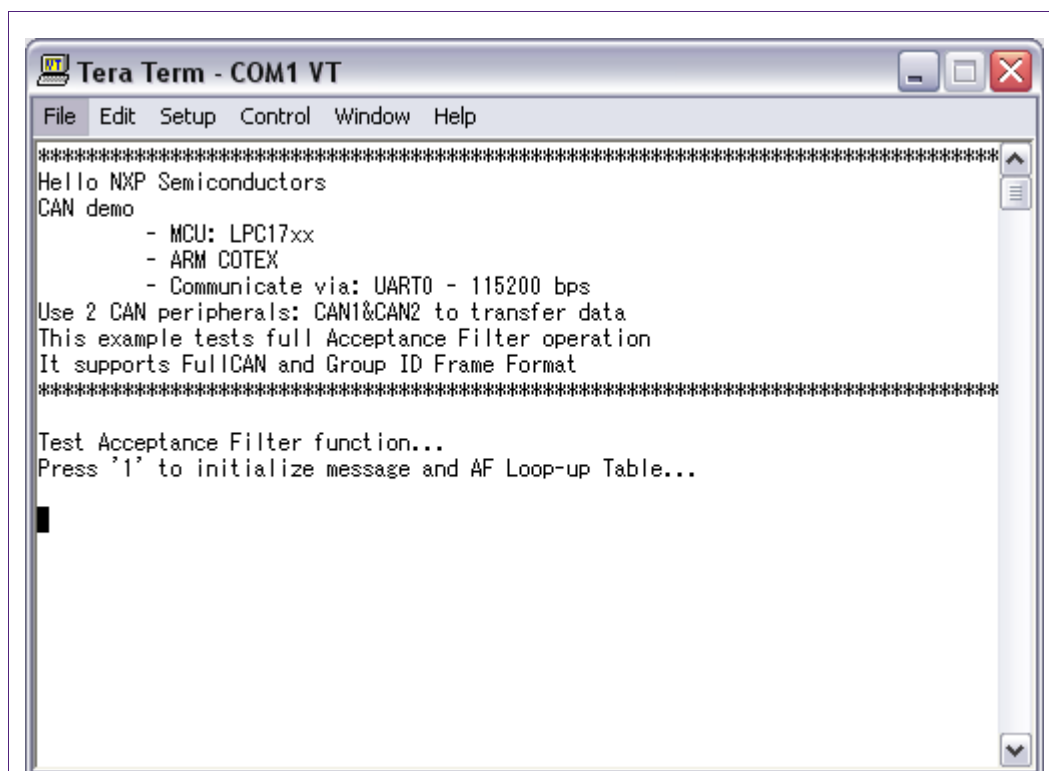 Tera Term - COM1 VT
File Edit Setup Control Window Help
********************************************************************************
Hello NXP Semiconductors
CAN demo
- MCU: LPC17xx
- ARM COTEX
- Communicate via: UART0 - 115200 bps
Use 2 CAN peripherals: CAN1&CAN2 to transfer data
This example tests full Acceptance Filter operation
It supports FullCAN and Group ID Frame Format
********************************************************************************
Test Acceptance Filter function...
Press '1' to initialize message and AF Loop-up Table...